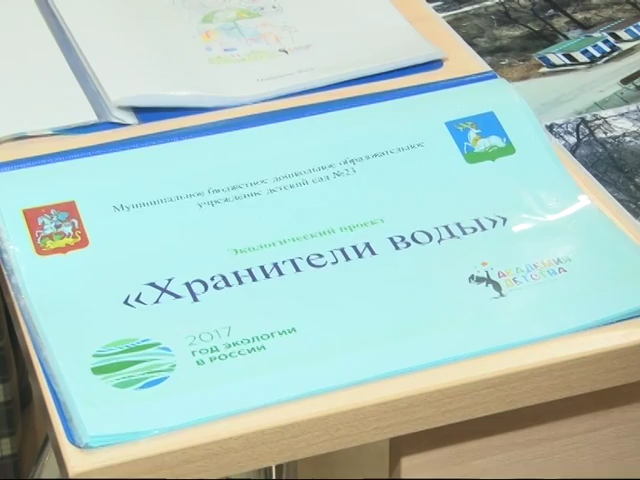 Муниципальное бюджетное дошкольное образовательное
учреждение детский сад №23
Экологический проект
«Хранители воды»
АКАДЕМИЯ
ДЕТСТВА
2017
ГОД ЭКОЛОГИИ
В РОССИИ